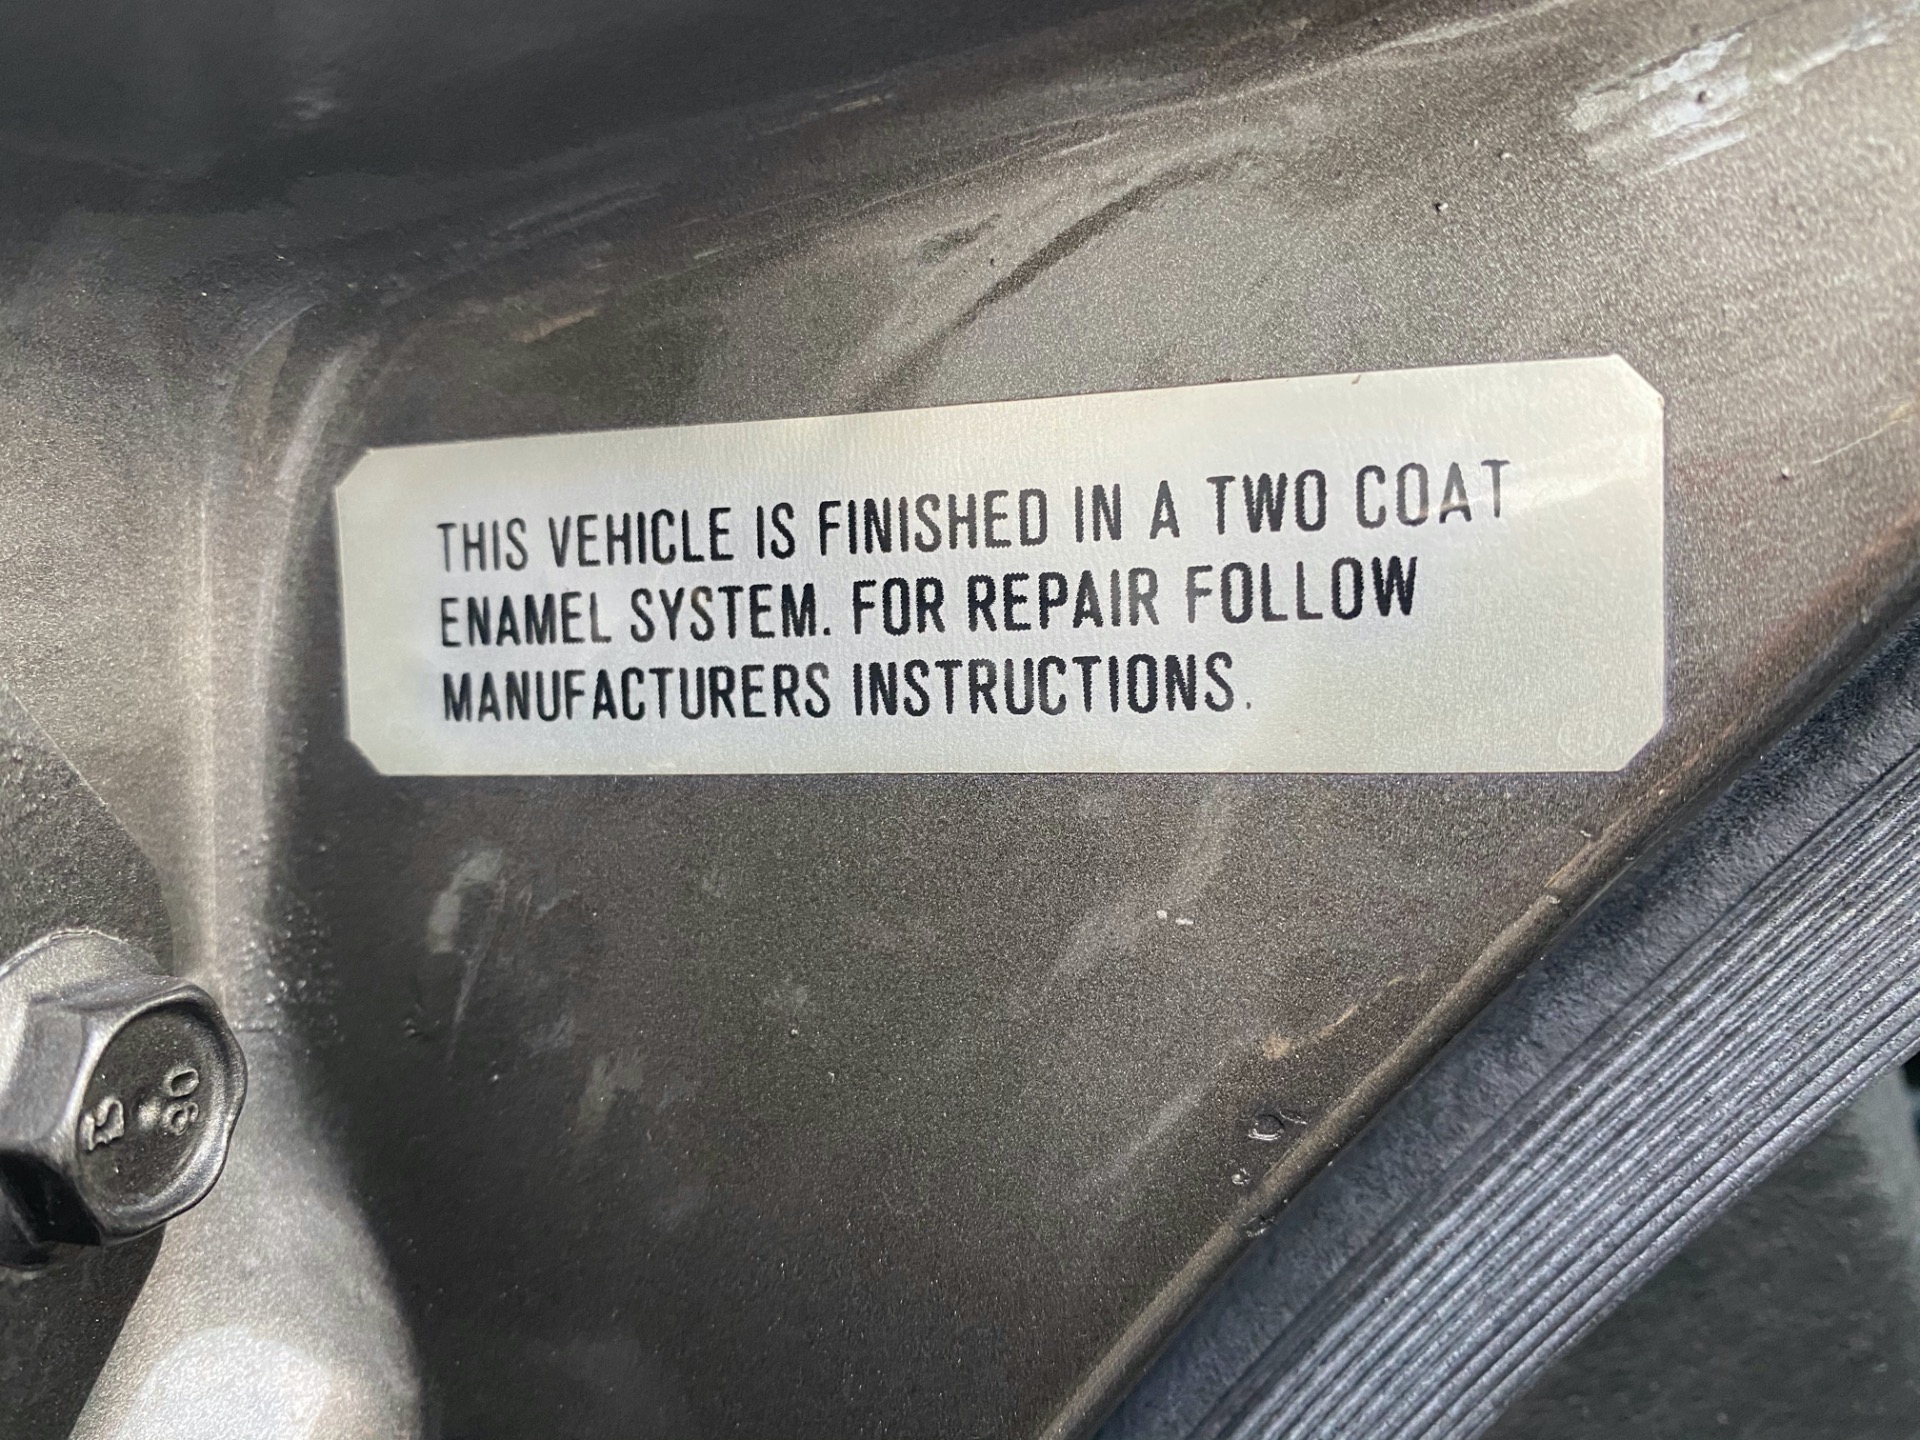 THIS VEHICLE IS FINISHED IN A TWO COAT
ENAMEL SYSTEM. FOR REPAIR FOLLOW
MANUFACTURERS INSTRUCTIONS.